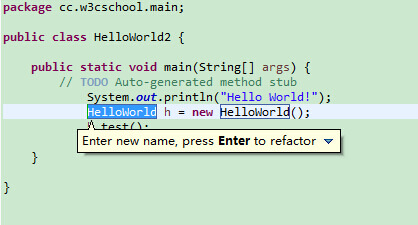 package cc.w3cschool.main;
public class HelloWorld2 {
public static void main(String[] args) {
// TODO Auto-generated method stub
System.out.println("Hello World!");
HelloWorld h = new HelloWorld();
.test();
Enter new name, press Enter to refactor
}
}